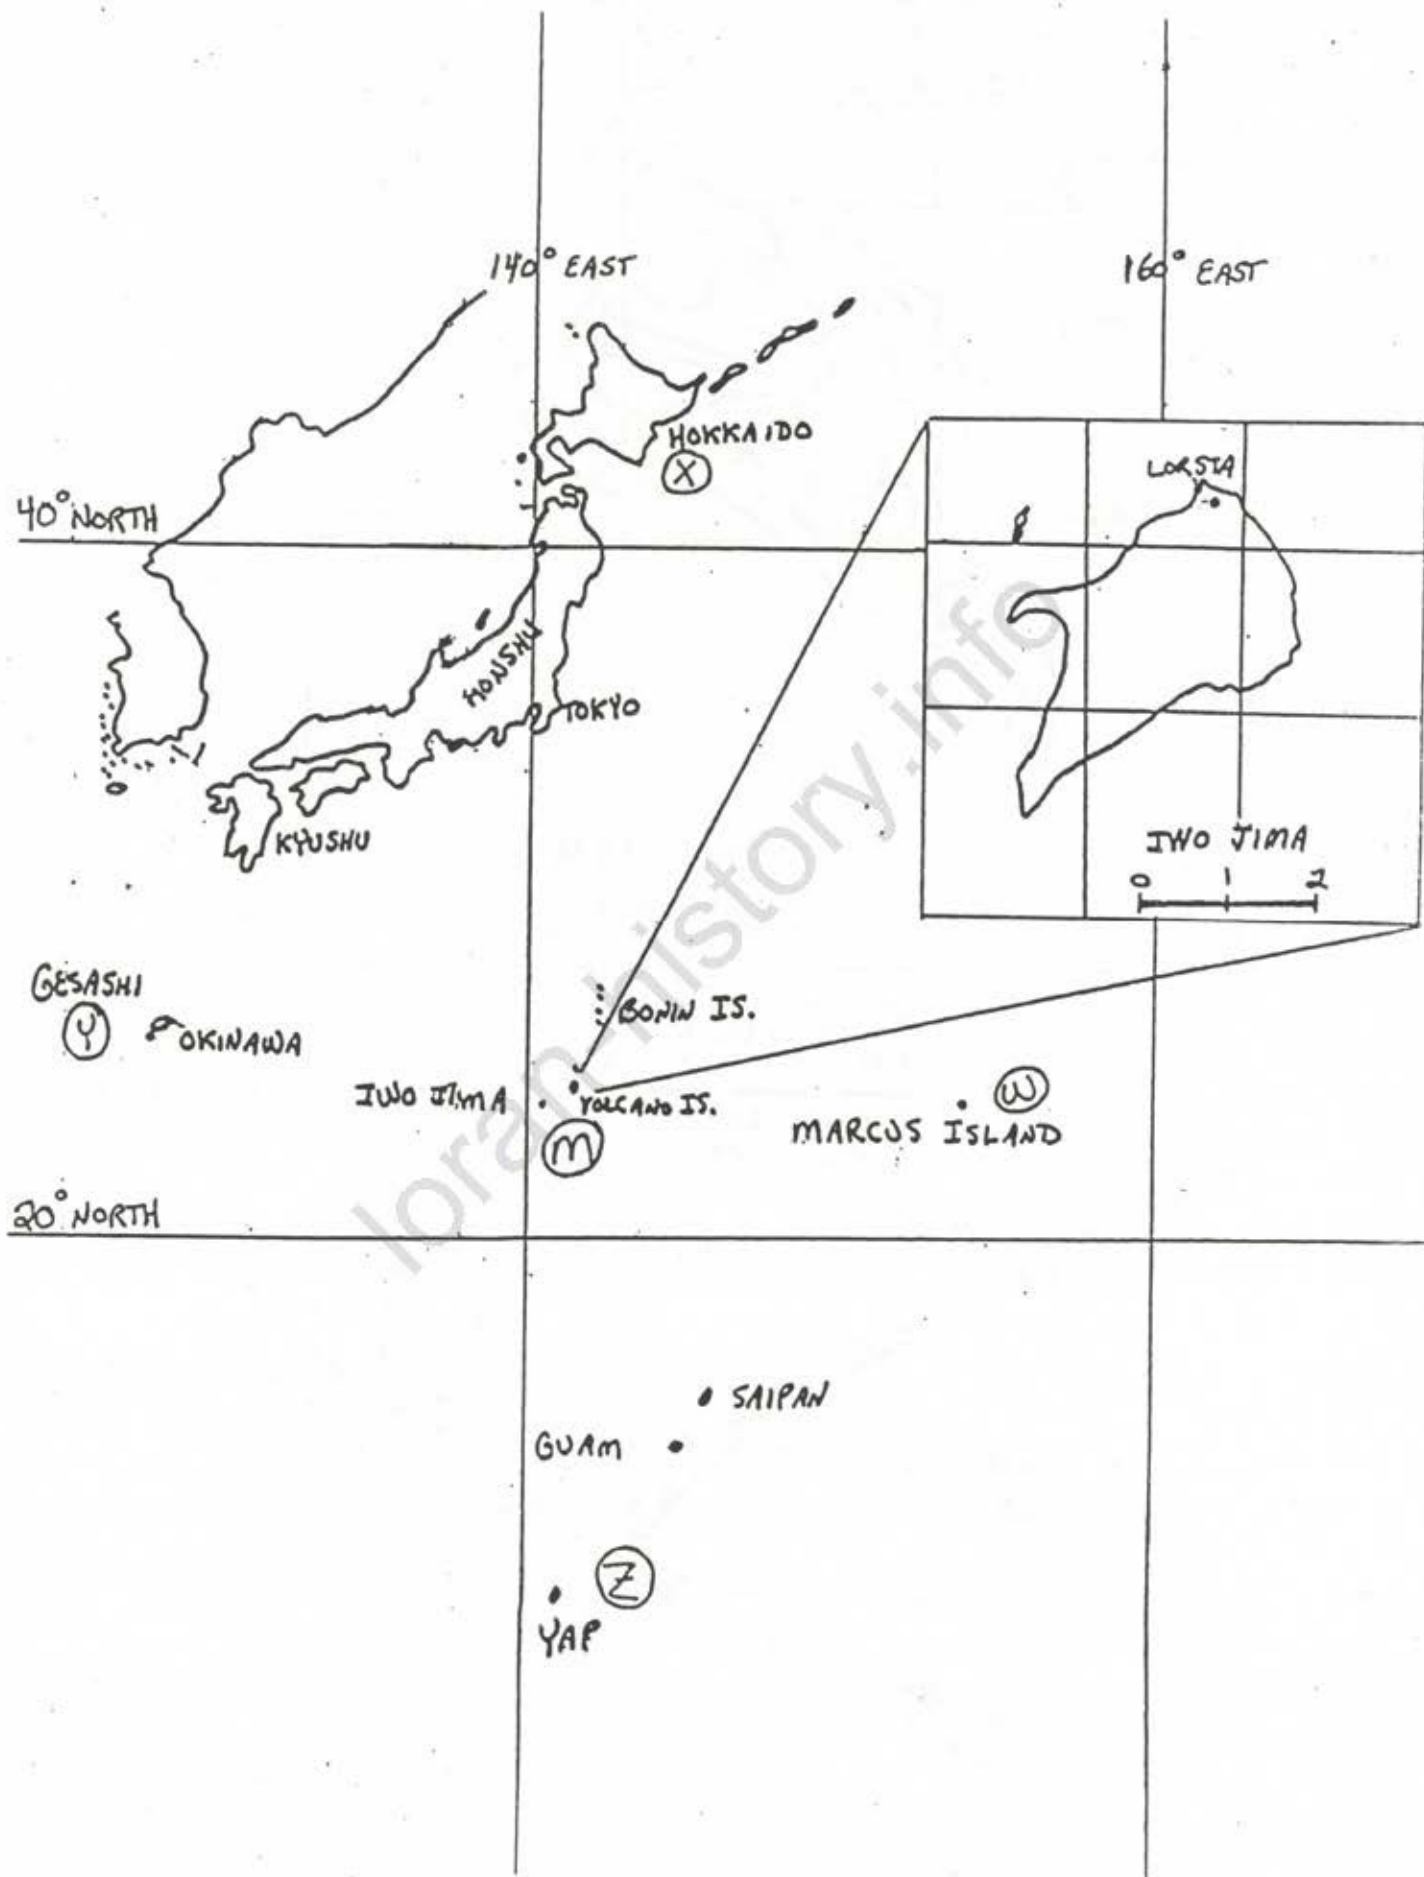 140° EAST
160° EAST
HOKKAIDO
X
LORSTA
40° NORTH
HONSHU
TOKYO
KYUSHU
IWO JIMA
0 1 2
GESASHI
Y
OKINAWA
BONIN IS.
IWO JIMA
VOLCANO IS.
M
W
MARCUS ISLAND
20° NORTH
SAIPAN
GUAM
Z
YAP
loran-history.info